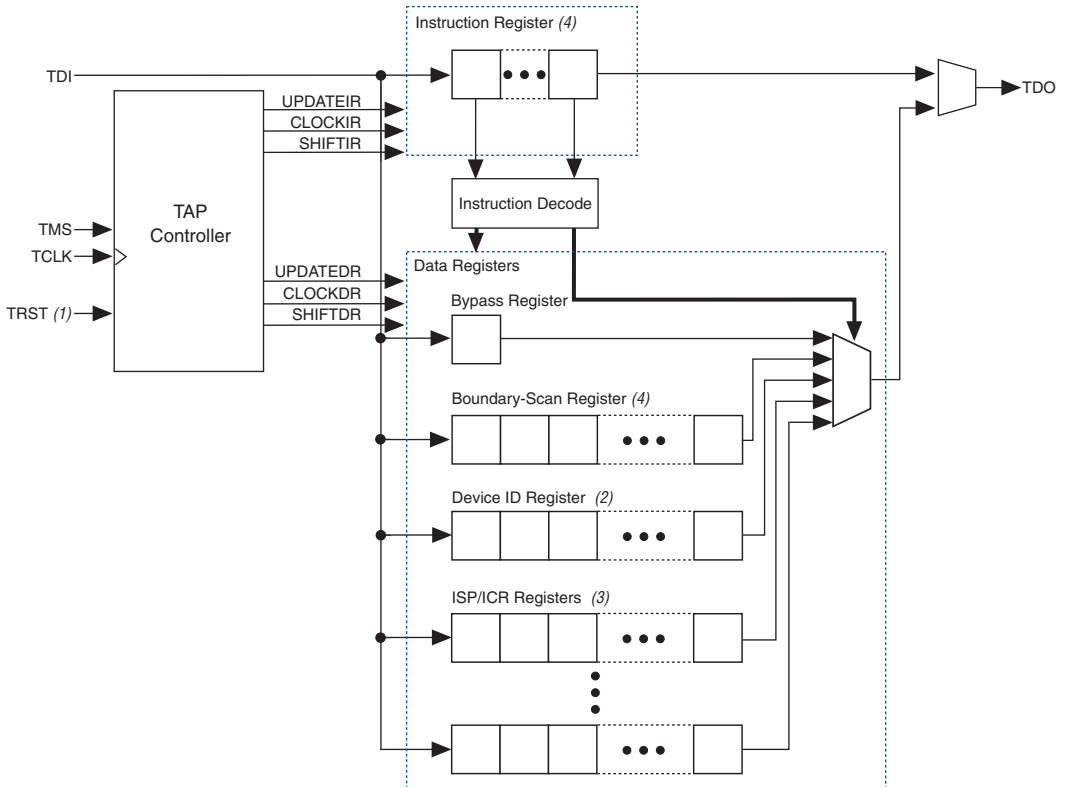 Instruction Register (4)
TDI
TDO
UPDATEIR
CLOCKIR
SHIFTIR
TAP
Controller
Instruction Decode
TMS
TCLK
TRST (1)
UPDATEDR
CLOCKDR
SHIFTDR
Data Registers
Bypass Register
Boundary-Scan Register (4)
Device ID Register (2)
ISP/ICR Registers (3)